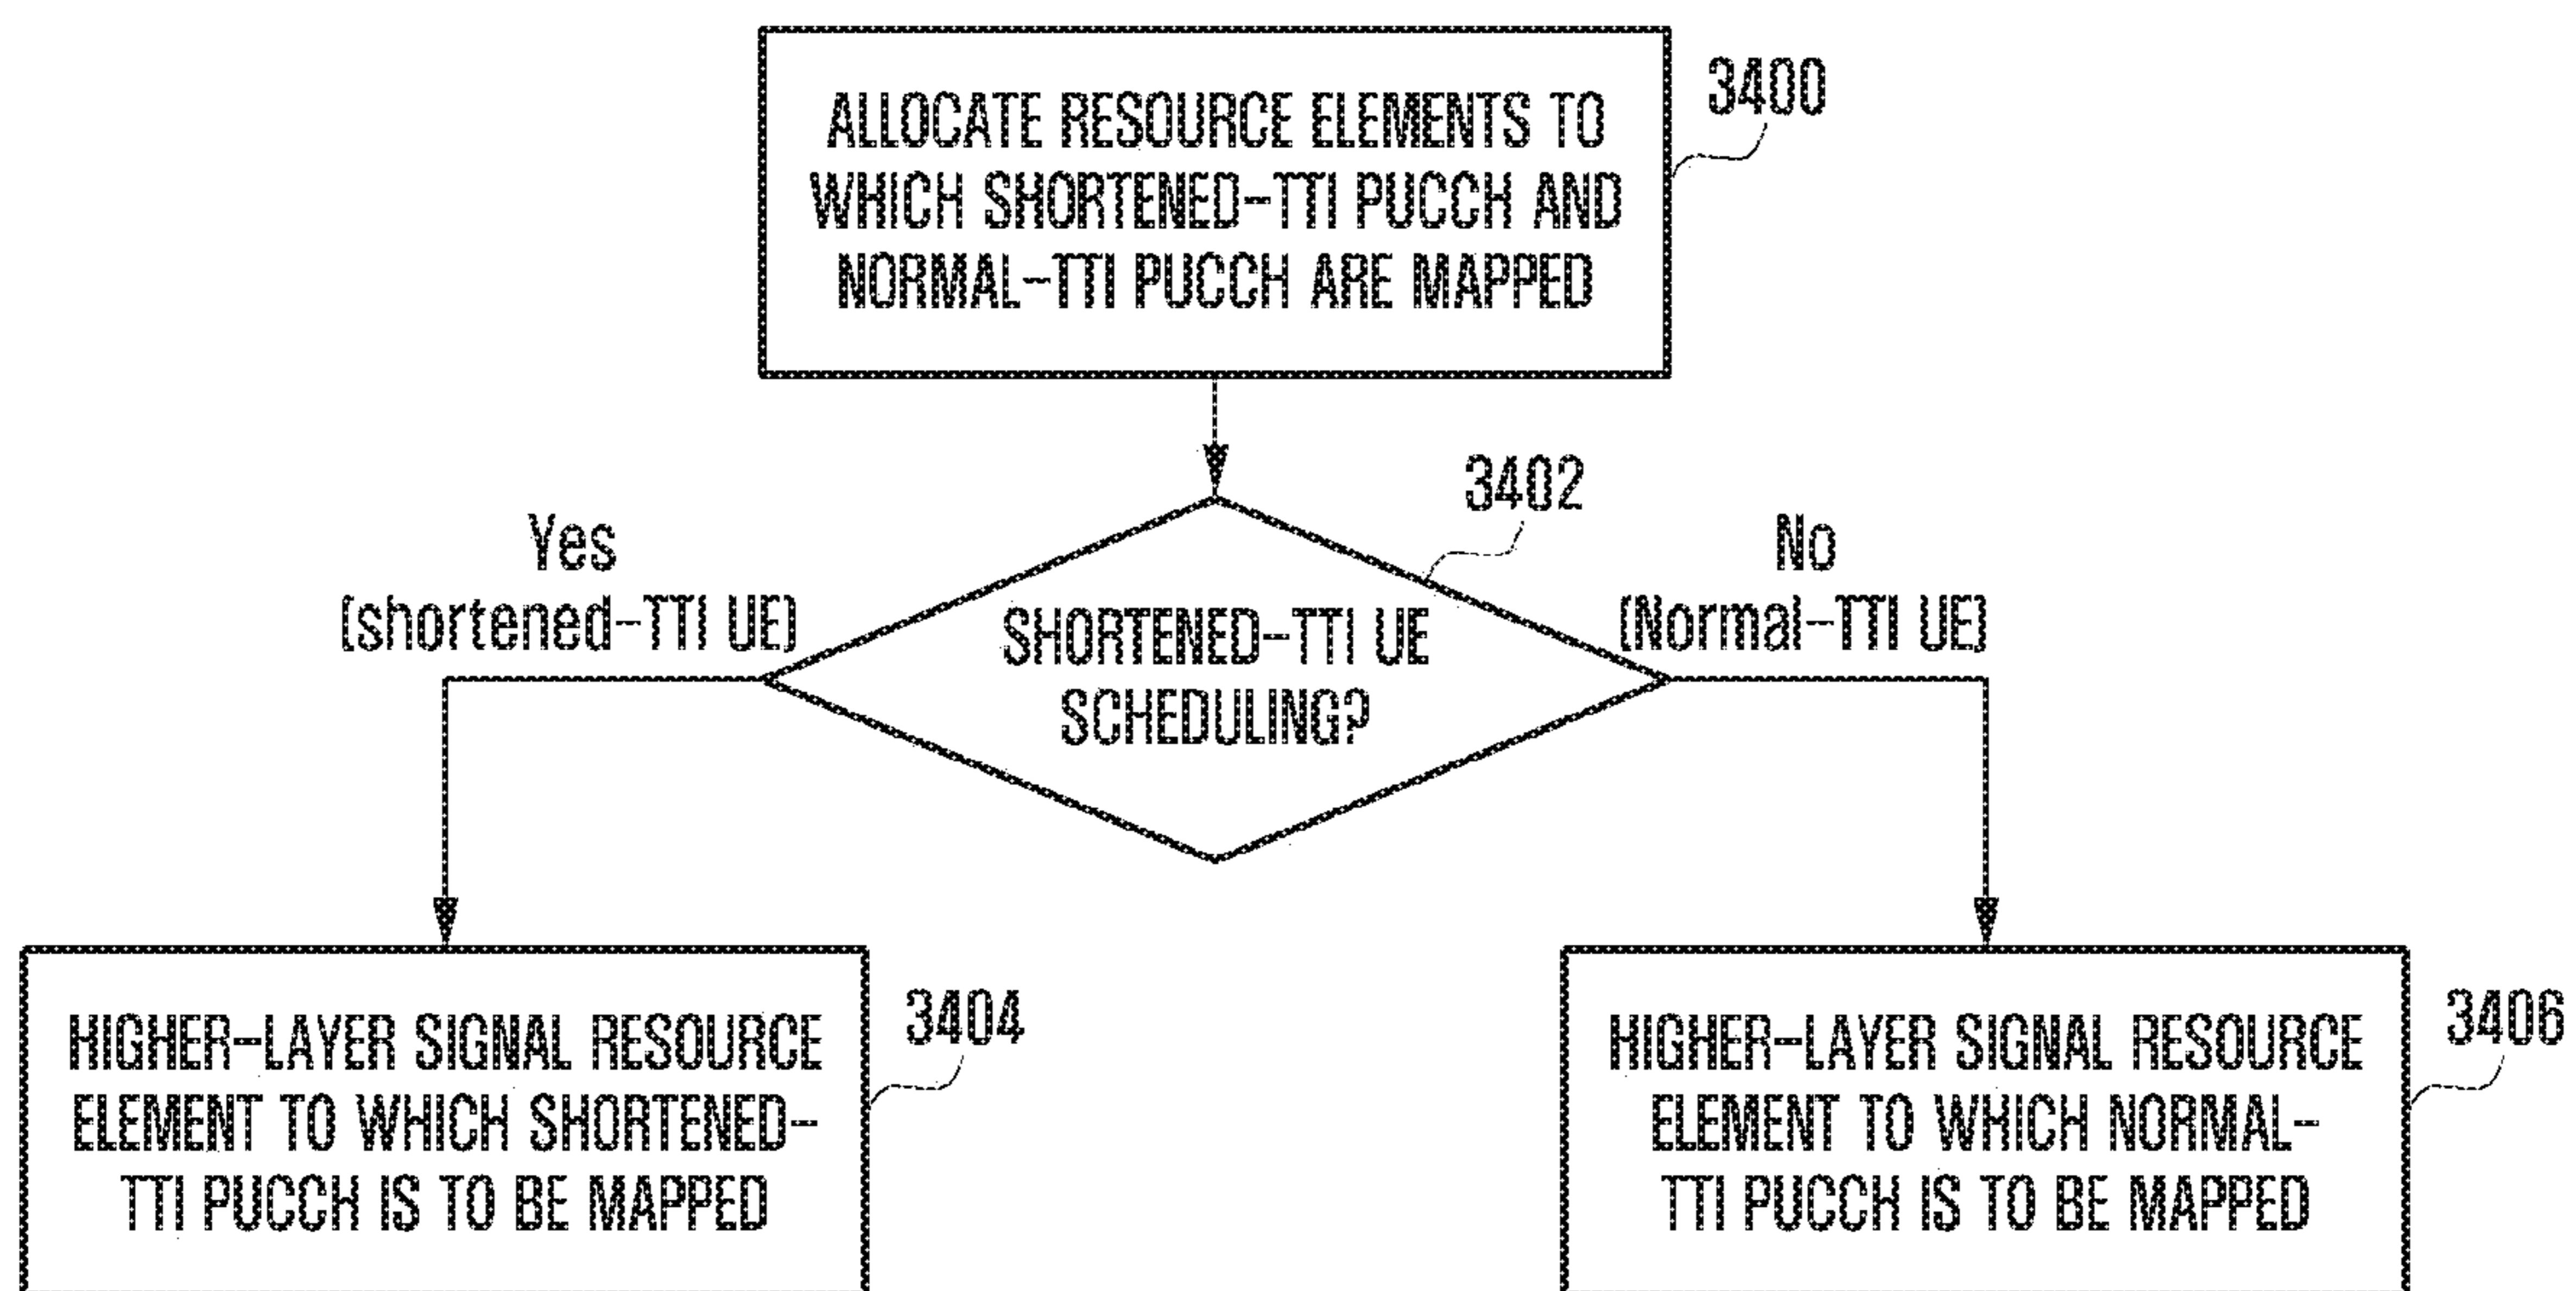 ALLOCATE RESOURCE ELEMENTS TO
WHICH SHORTENED-TTI PUCCH AND
NORMAL-TTI PUCCH ARE MAPPED
3400
3402
Yes
(shortened-TTI UE)
SHORTENED-TTI UE
SCHEDULING?
No
(Normal-TTI UE)
HIGHER-LAYER SIGNAL RESOURCE
ELEMENT TO WHICH SHORTENED-
TTI PUCCH IS TO BE MAPPED
3404
HIGHER-LAYER SIGNAL RESOURCE
ELEMENT TO WHICH NORMAL-
TTI PUCCH IS TO BE MAPPED
3406